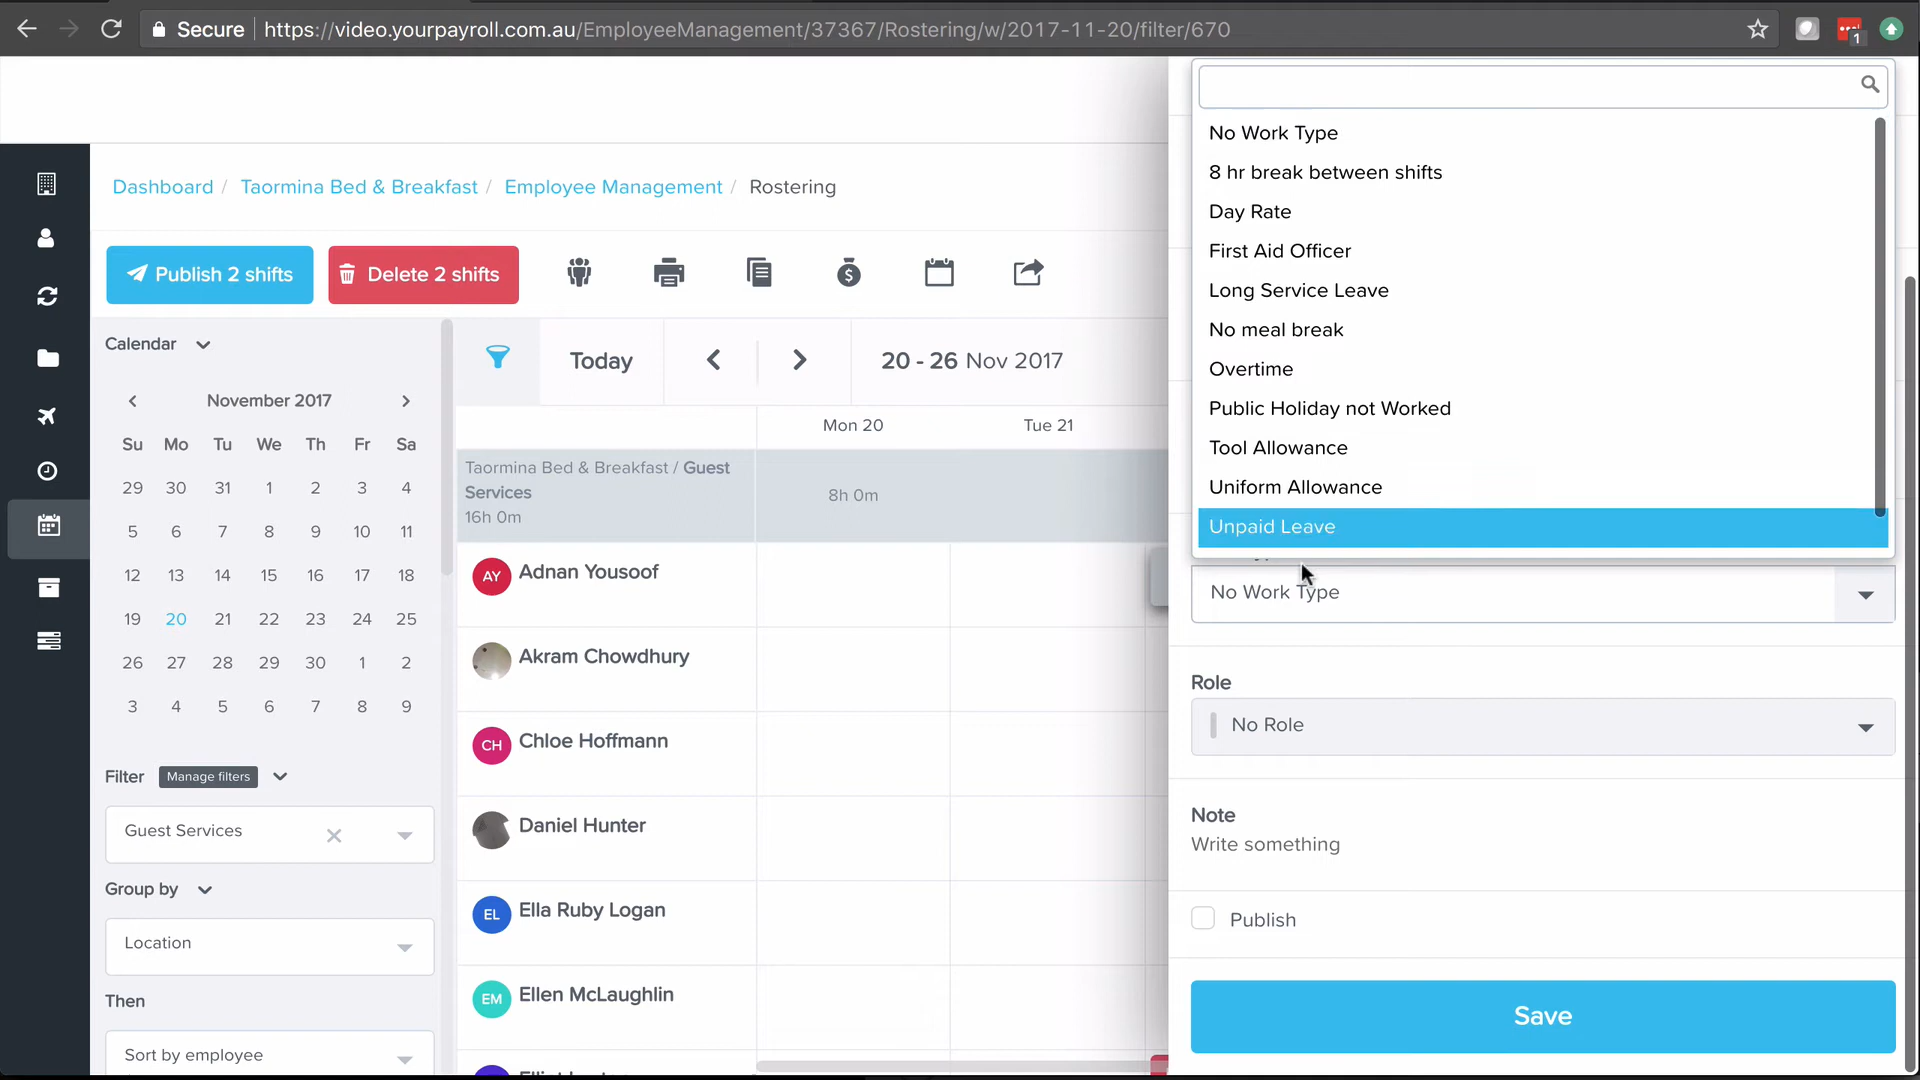 Secure https://video.yourpayroll.com.au/EmployeeManagement/37367/Rostering/w/2017-11-20/filter/670
1
Dashboard / Taormina Bed & Breakfast / Employee Management / Rostering
Publish 2 shifts
Delete 2 shifts
Calendar
November 2017
Su Mo Tu We Th Fr Sa
29 30 31 1 2 3 4
5 6 7 8 9 10 11
12 13 14 15 16 17 18
19 20 21 22 23 24 25
26 27 28 29 30 1 2
3 4 5 6 7 8 9
Filter Manage filters
Guest Services
Group by
Location
Then
Sort by employee
Today
20 - 26 Nov 2017
Mon 20 Tue 21
Taormina Bed & Breakfast / Guest
Services
16h 0m
8h 0m
AY Adnan Yousoof
Akram Chowdhury
CH Chloe Hoffmann
Daniel Hunter
EL Ella Ruby Logan
EM Ellen McLaughlin
No Work Type
8 hr break between shifts
Day Rate
First Aid Officer
Long Service Leave
No meal break
Overtime
Public Holiday not Worked
Tool Allowance
Uniform Allowance
Unpaid Leave
No Work Type
Role
No Role
Note
Write something
Publish
Save